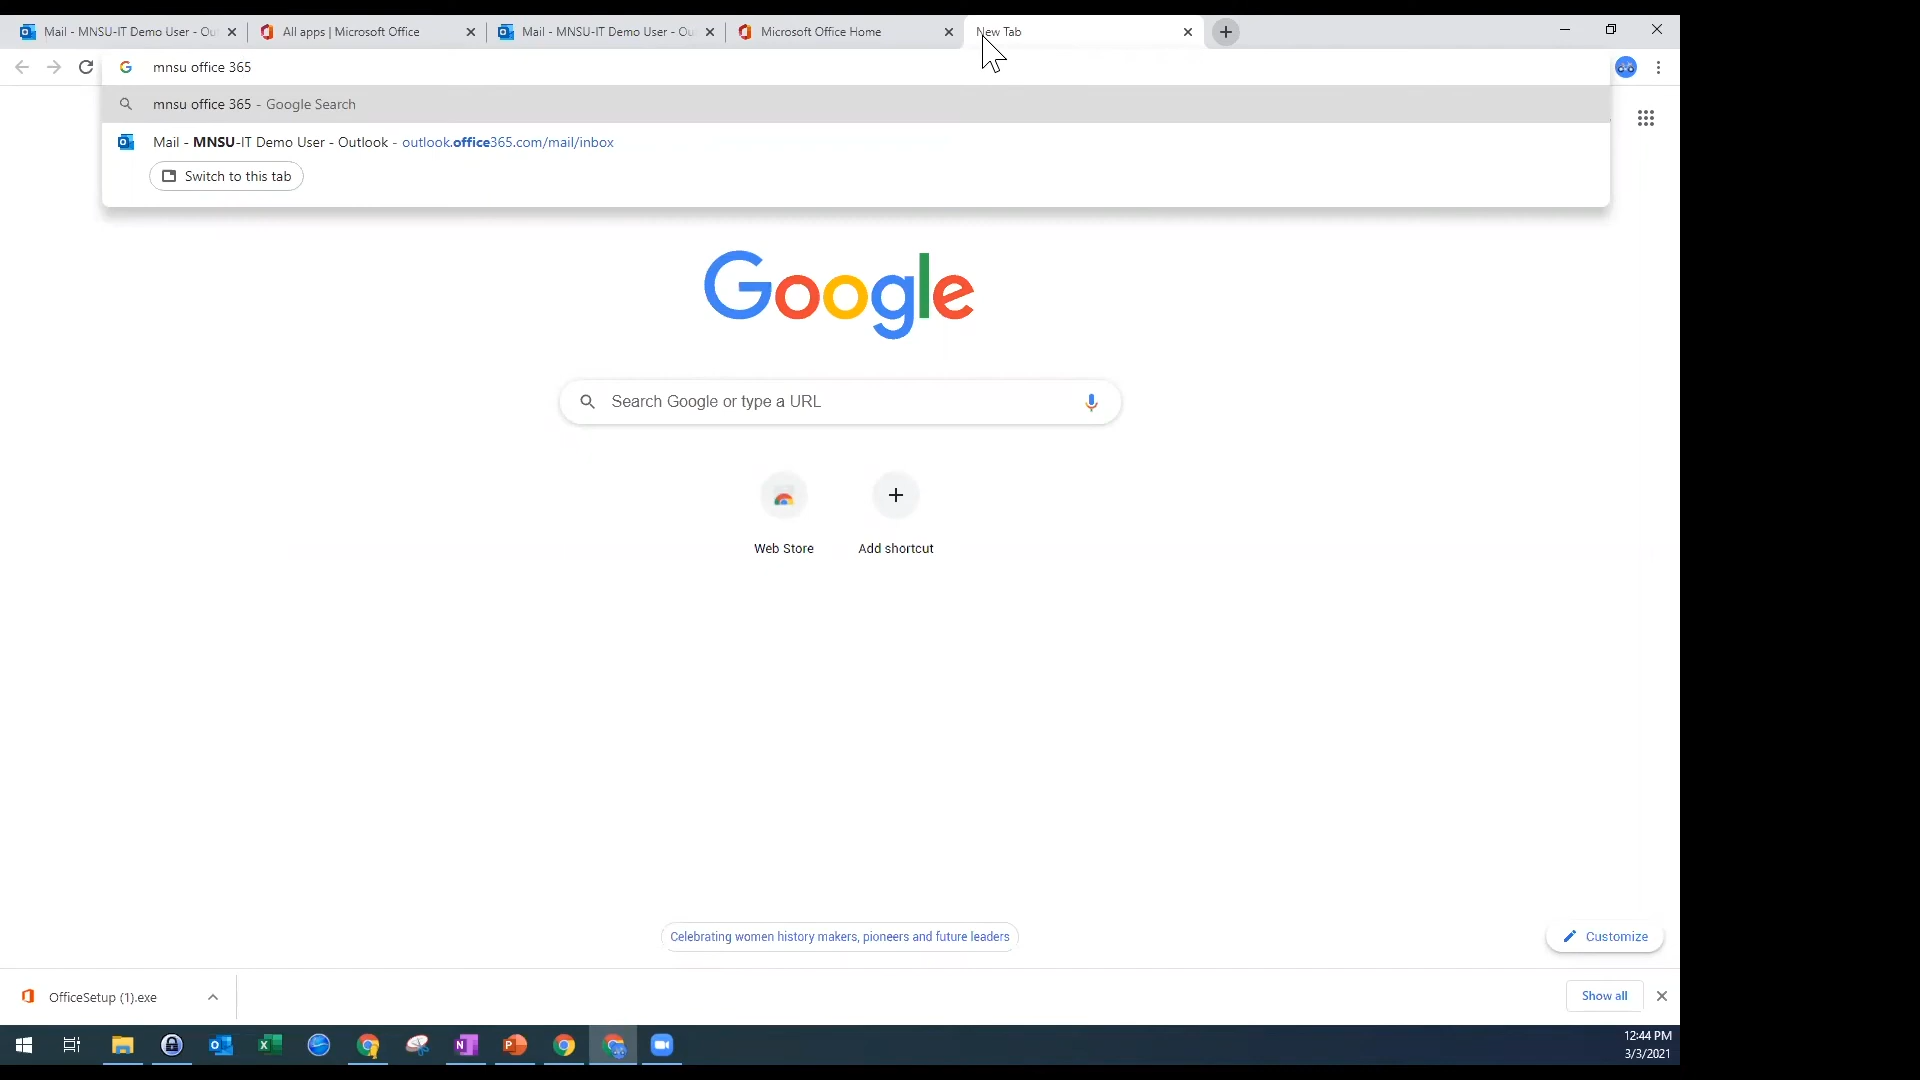 Mail - MNSU-IT Demo User - Ou
All apps | Microsoft Office
Mail - MNSU-IT Demo User - Ou
Microsoft Office Home
New Tab
mnsu office 365
mnsu office 365 - Google Search
Mail - MNSU-IT Demo User - Outlook - outlook.office365.com/mail/inbox
Switch to this tab
Google
Search Google or type a URL
Web Store
Add shortcut
Celebrating women history makers, pioneers and future leaders
Customize
OfficeSetup (1).exe
Show all
12:44 PM
3/3/2021